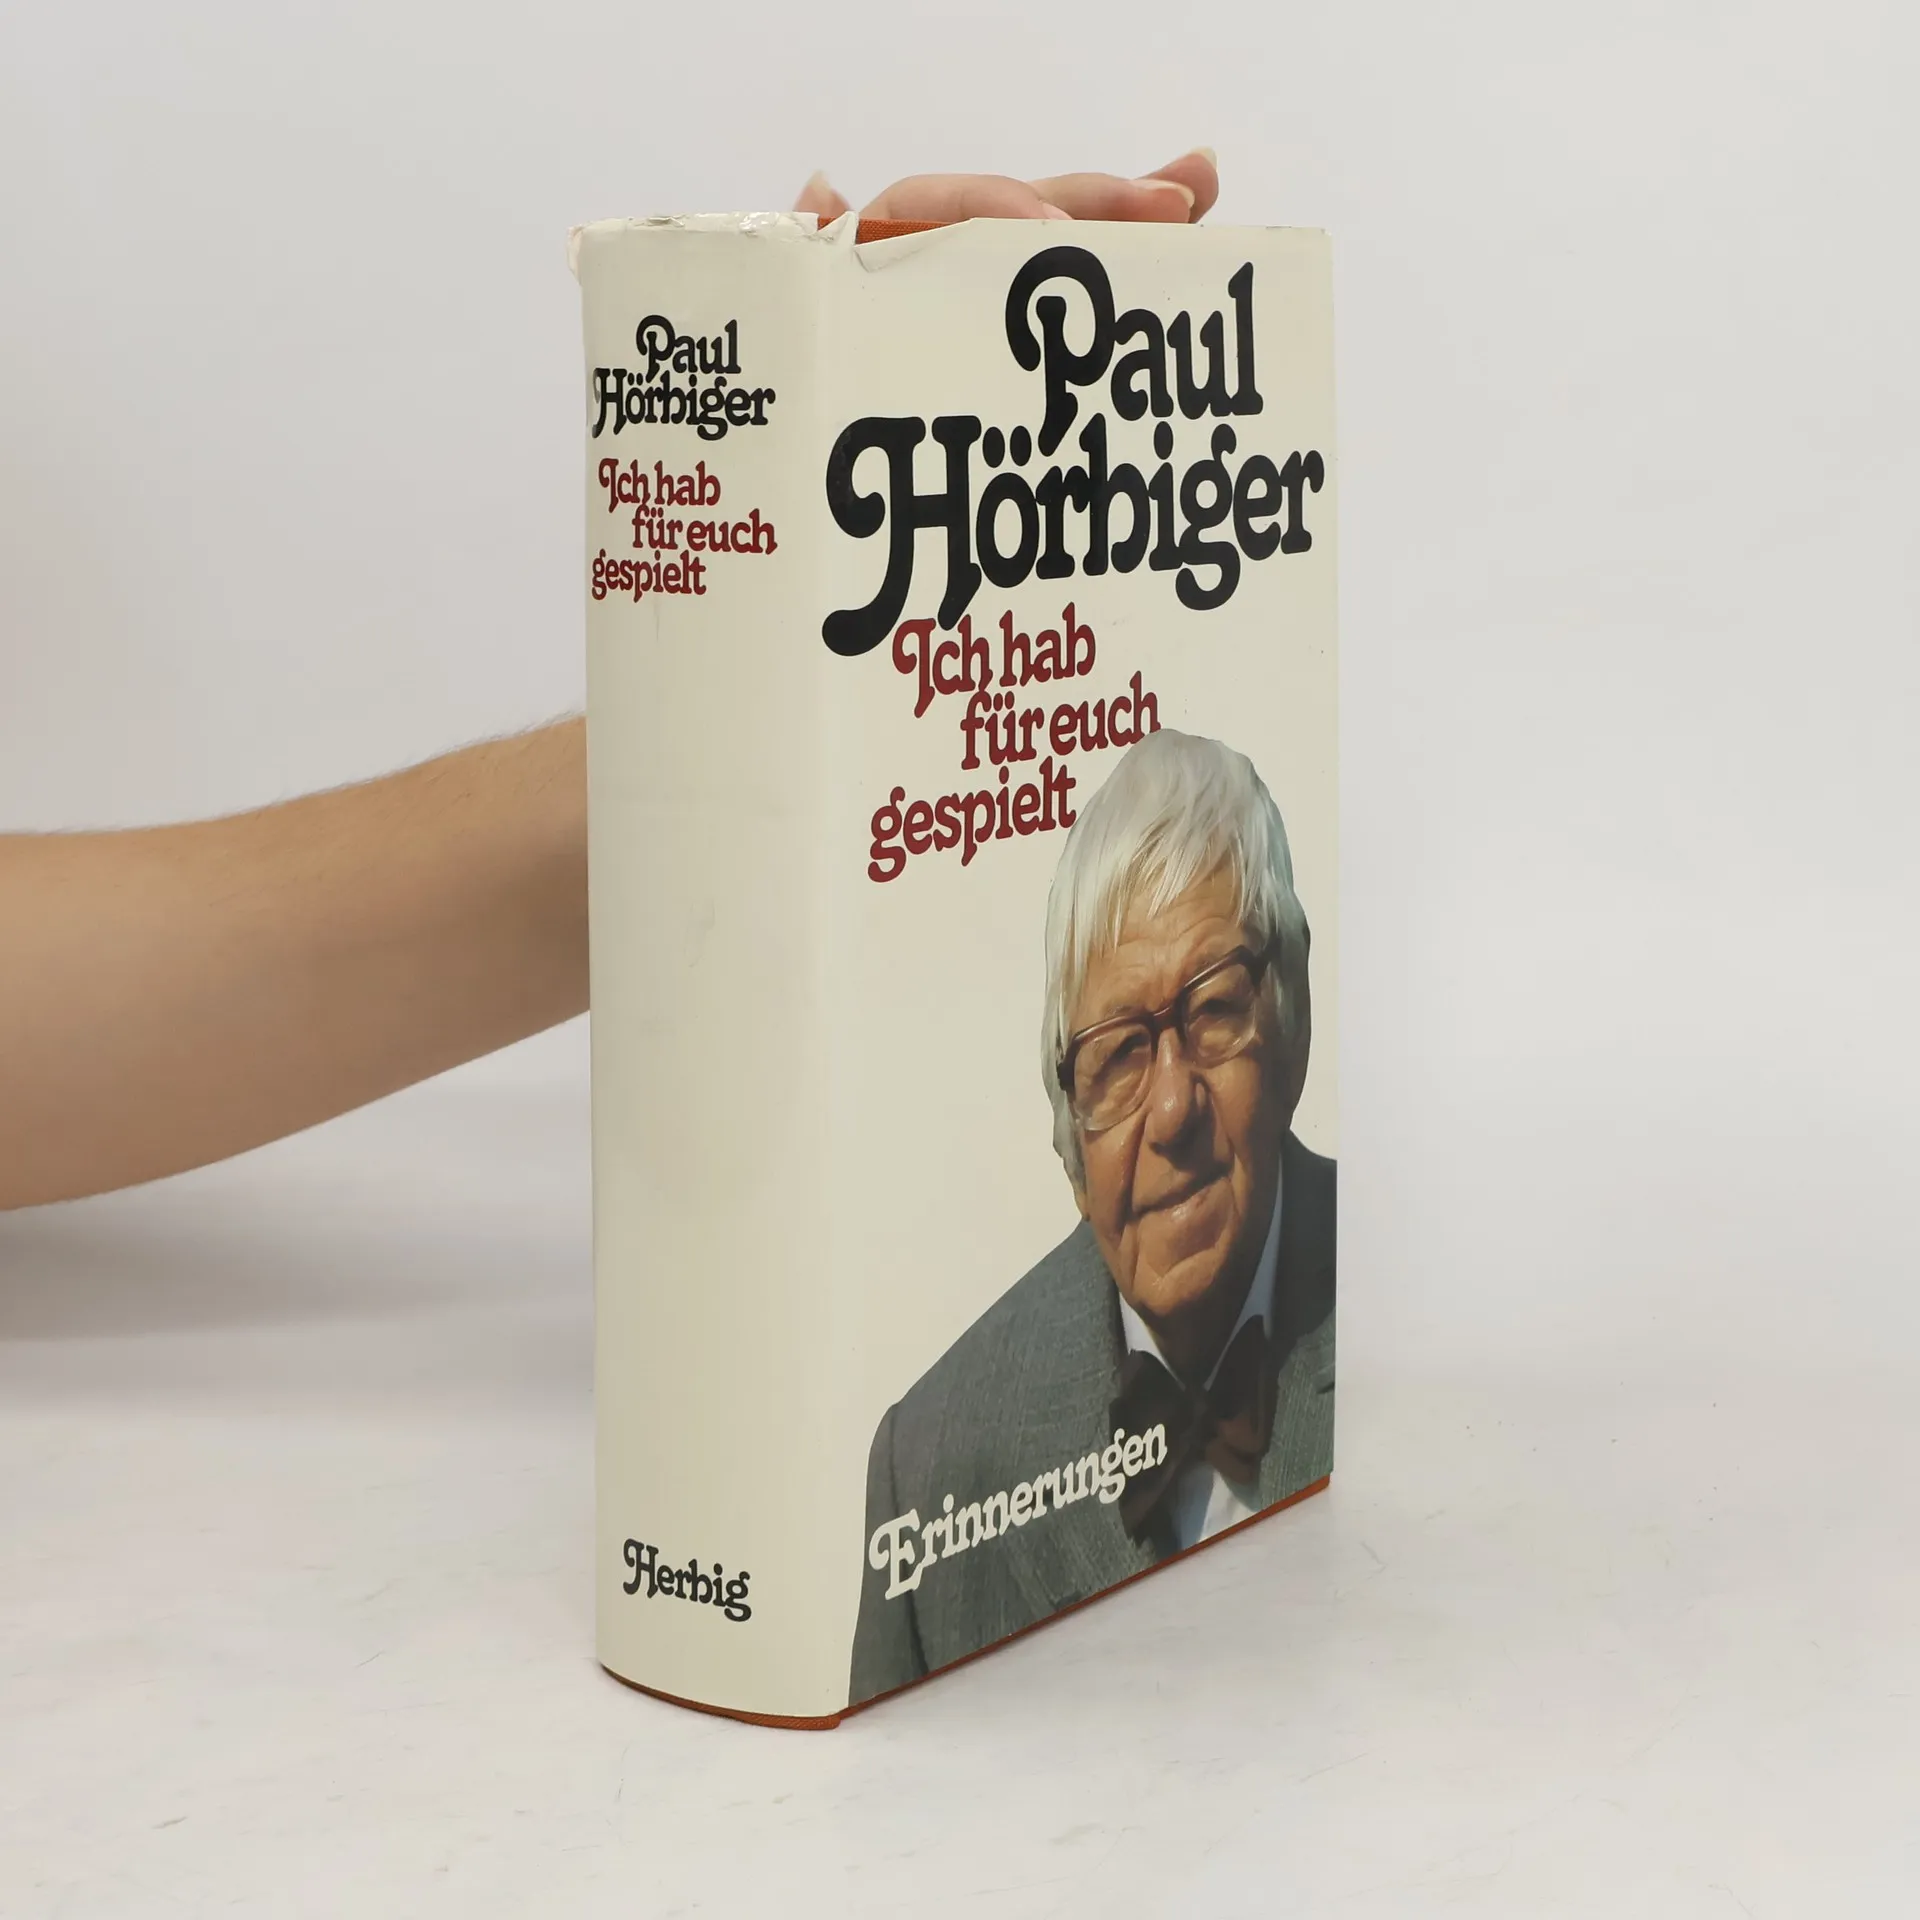 Paul
Hörbiger
Ich hab
für euch
gespielt
Herbig
Paul
Hörbiger
Ich hab
für euch
gespielt
Erinnerungen